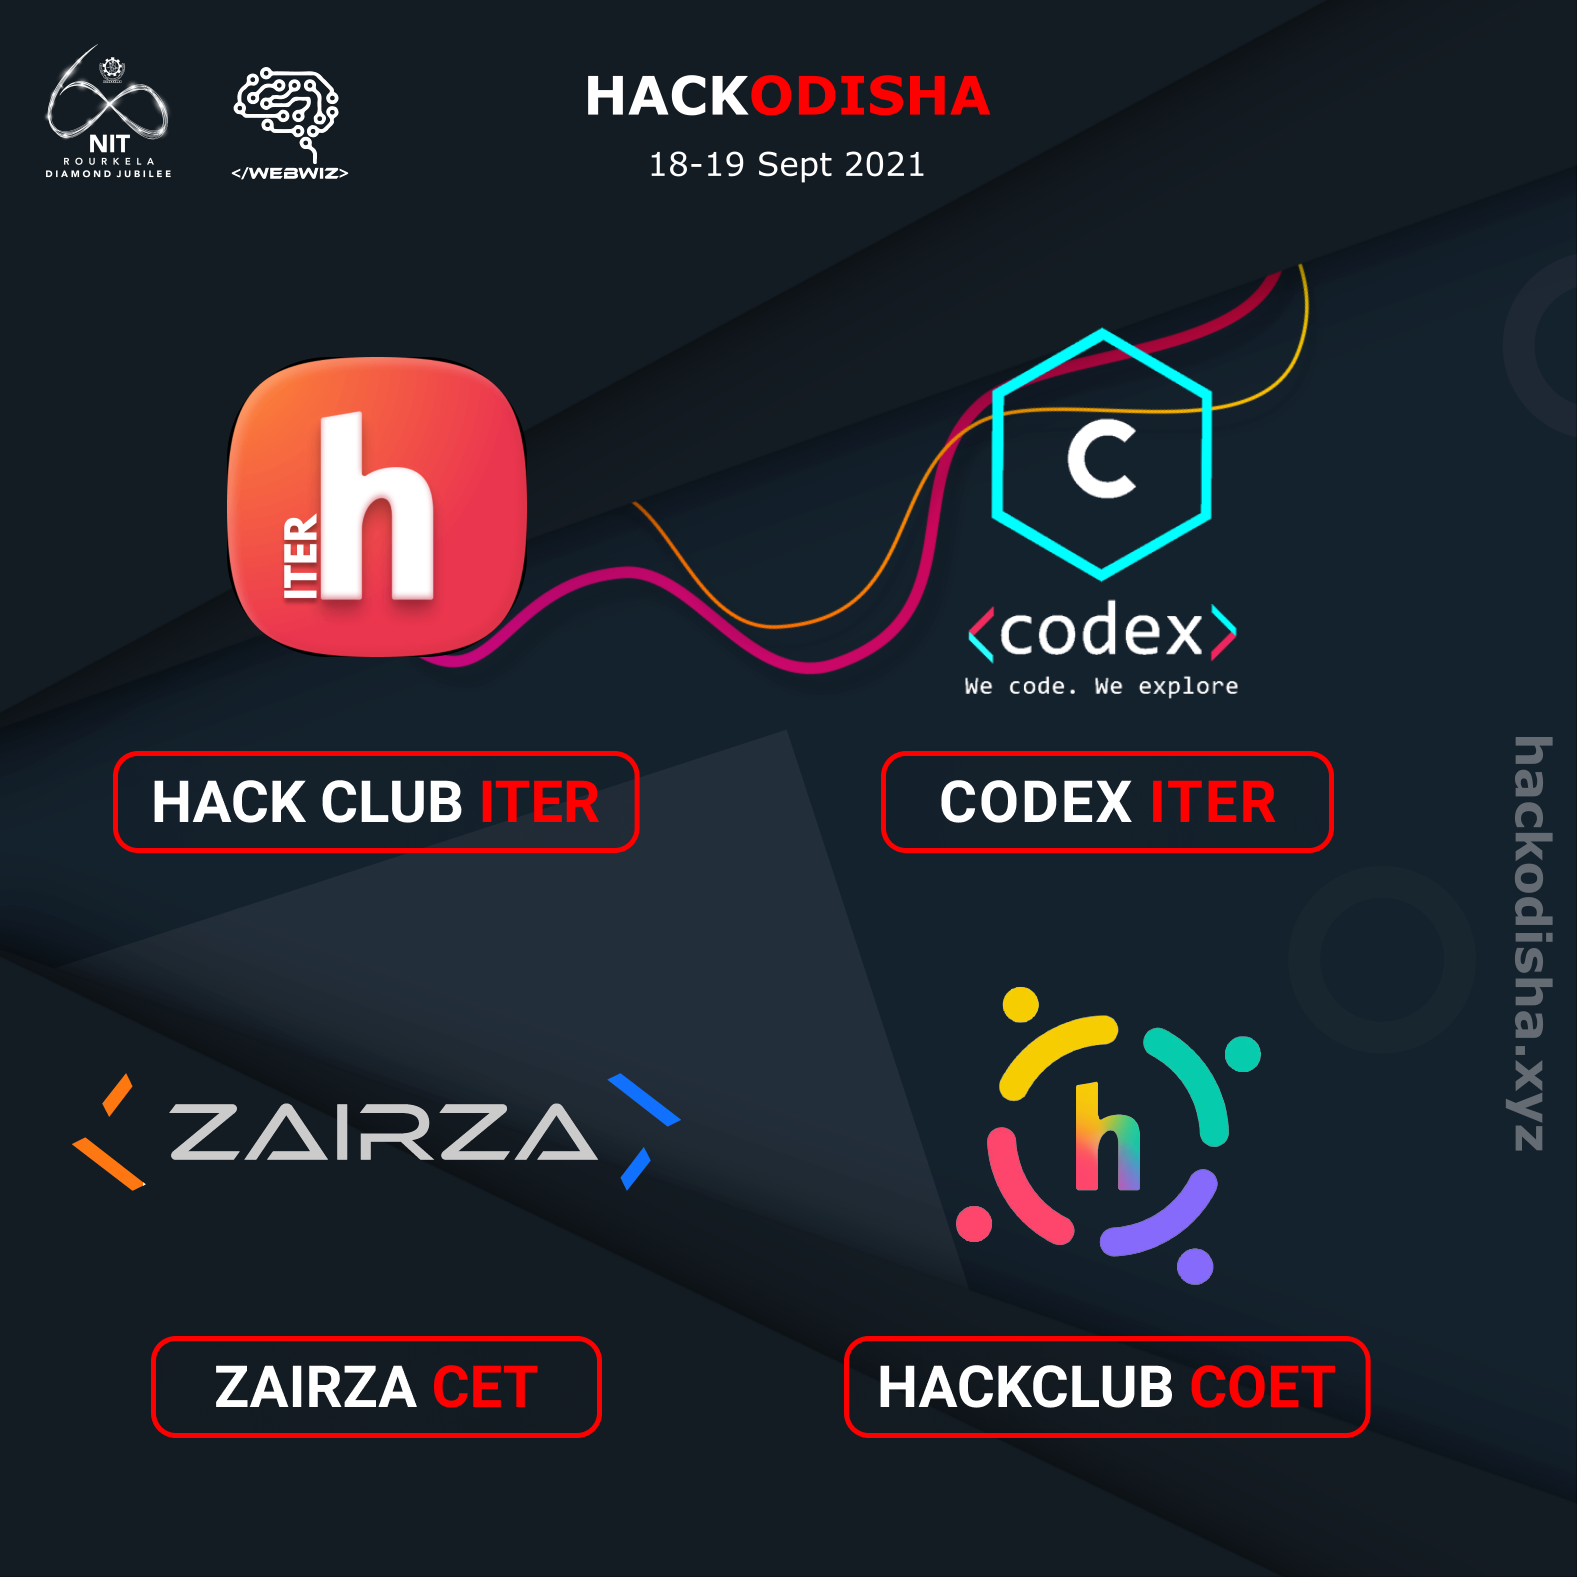 NIT
ROURKELA
DIAMOND JUBILEE
</WEBWIZ>
HACKODISHA
18-19 Sept 2021
h
ITER
C
<codex>
We code. We explore
HACK CLUB ITER
CODEX ITER
hackodisha.xyz
ZAIRZA
h
ZAIRZA CET
HACKCLUB COET